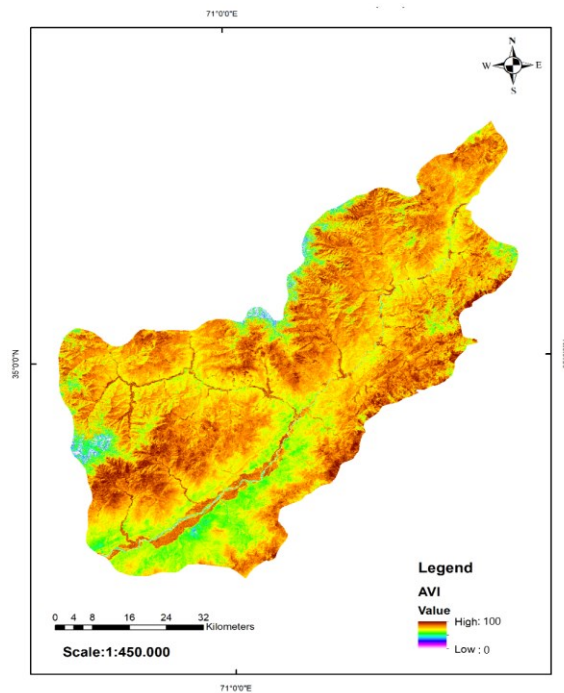 71°0'0"E
N
W E
S
35°0'0"N
Legend
AVI
Value
High: 100
Low : 0
0 4 8 16 24 32
Kilometers
Scale:1:450.000
71°0'0"E